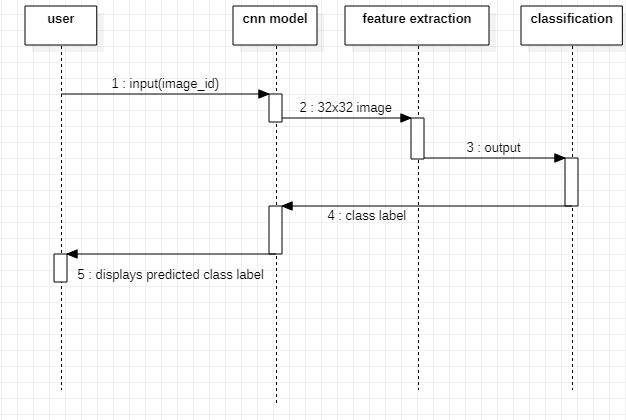 user
cnn model
feature extraction
classification
1 : input(image_id)
2 : 32x32 image
3 : output
4 : class label
5 : displays predicted class label